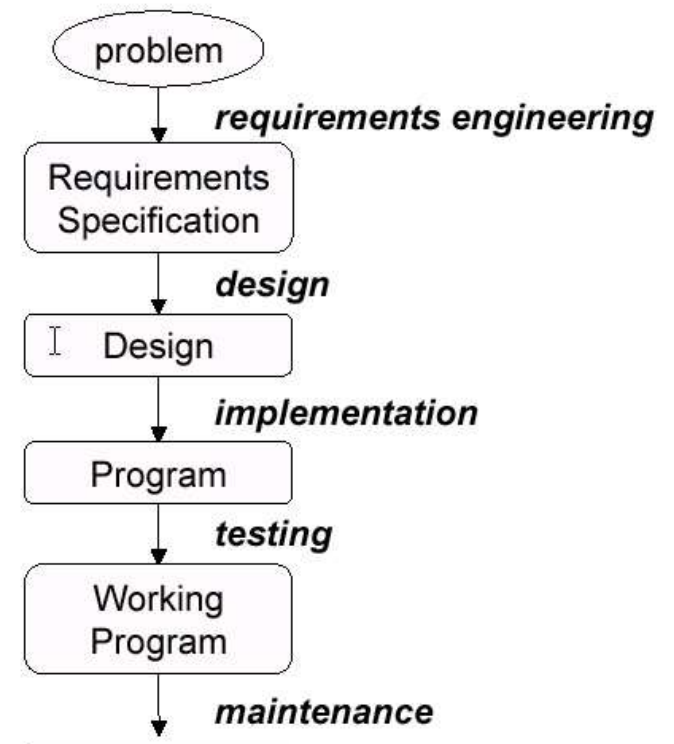 problem
requirements engineering
Requirements
Specification
design
Design
implementation
Program
testing
Working
Program
maintenance